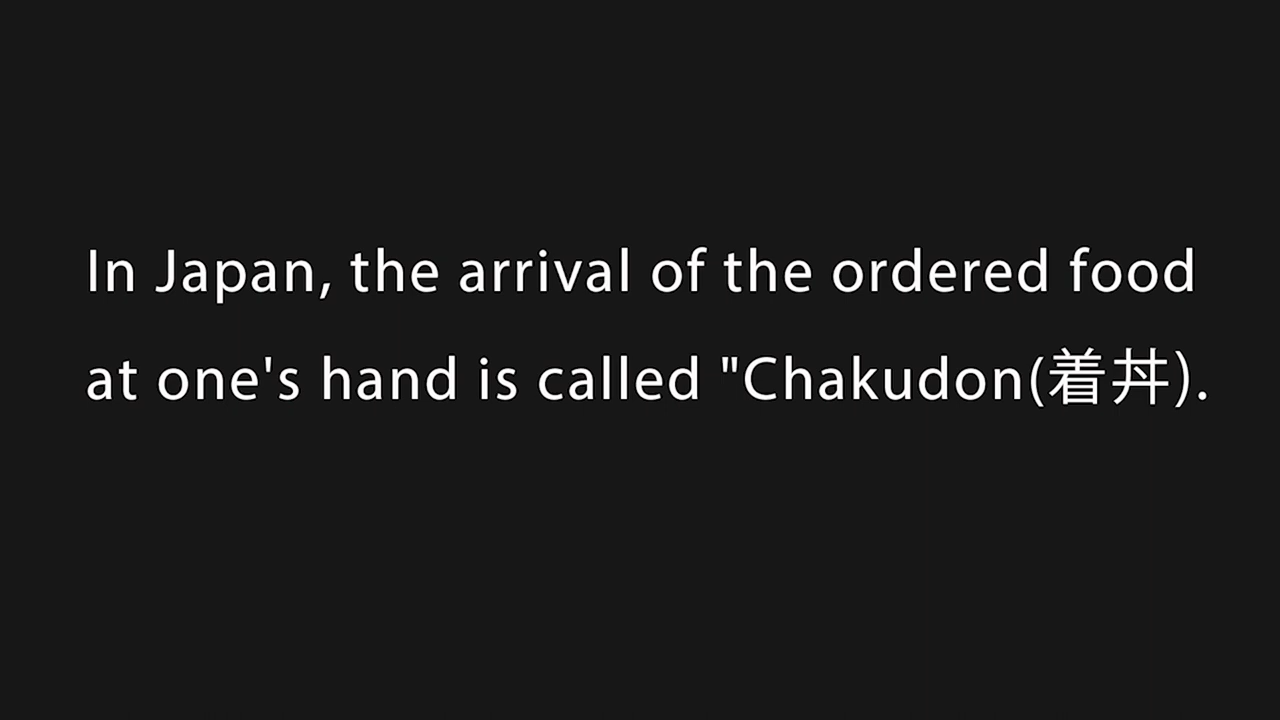 In Japan, the arrival of the ordered food
at one's hand is called "Chakudon(着丼).